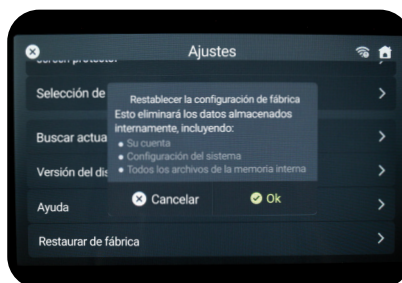 Ajustes
screen protector
Selección de
Restablecer la configuración de fábrica
Esto eliminará los datos almacenados
internamente, incluyendo:
• Su cuenta
• Configuración del sistema
• Todos los archivos de la memoria interna
Buscar actua
Versión del dis
Cancelar
Ok
Ayuda
Restaurar de fábrica